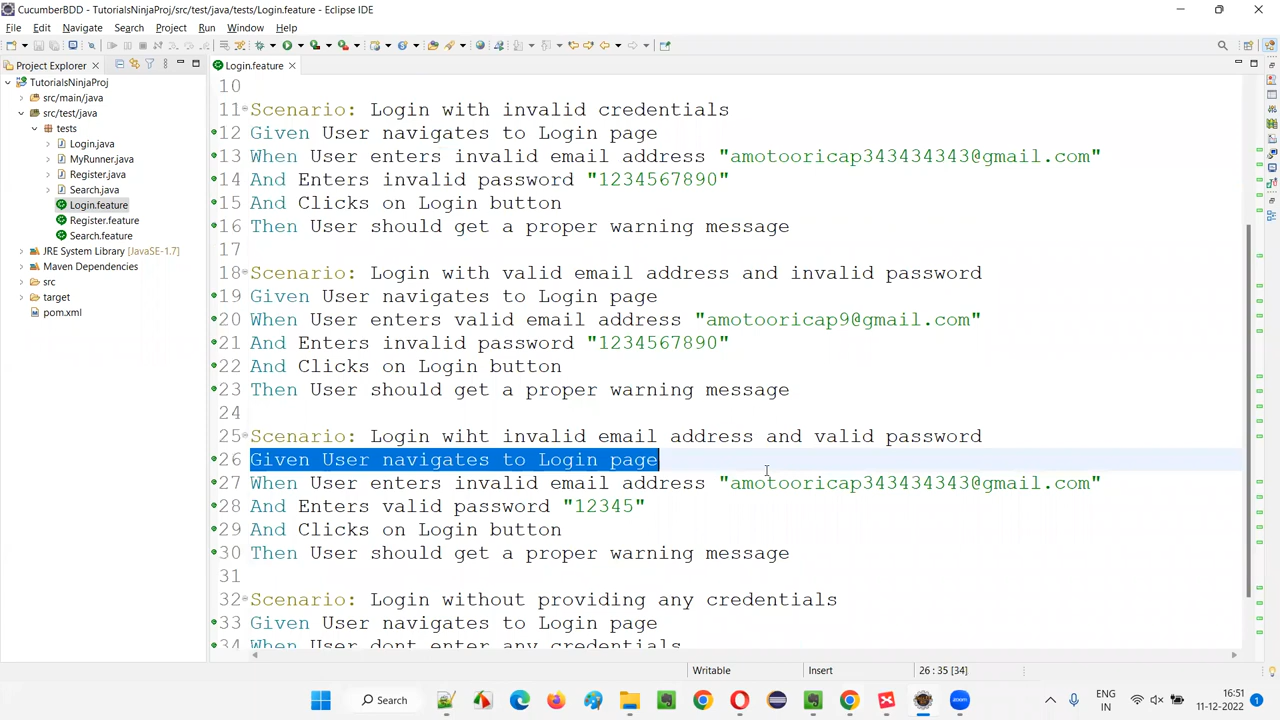 CucumberBDD - TutorialsNinjaProj/src/test/java/tests/Login.feature - Eclipse IDE
File Edit Navigate Search Project Run Window Help
Project Explorer
TutorialsNinjaProj
src/main/java
src/test/java
tests
Login.java
MyRunner.java
Register.java
Search.java
Login.feature
Register.feature
Search.feature
JRE System Library [JavaSE-1.7]
Maven Dependencies
src
target
pom.xml
Login.feature
10
11 Scenario: Login with invalid credentials
12 Given User navigates to Login page
13 When User enters invalid email address "amotooricap343434343@gmail.com"
14 And Enters invalid password "1234567890"
15 And Clicks on Login button
16 Then User should get a proper warning message
17
18 Scenario: Login with valid email address and invalid password
19 Given User navigates to Login page
20 When User enters valid email address "amotooricap9@gmail.com"
21 And Enters invalid password "1234567890"
22 And Clicks on Login button
23 Then User should get a proper warning message
24
25 Scenario: Login wiht invalid email address and valid password
26 Given User navigates to Login page
27 When User enters invalid email address "amotooricap343434343@gmail.com"
28 And Enters valid password "12345"
29 And Clicks on Login button
30 Then User should get a proper warning message
31
32 Scenario: Login without providing any credentials
33 Given User navigates to Login page
34 When User dont enter any credentials
Writable Insert 26 : 35 [34]
Search
ENG
IN
16:51
11-12-2022
1